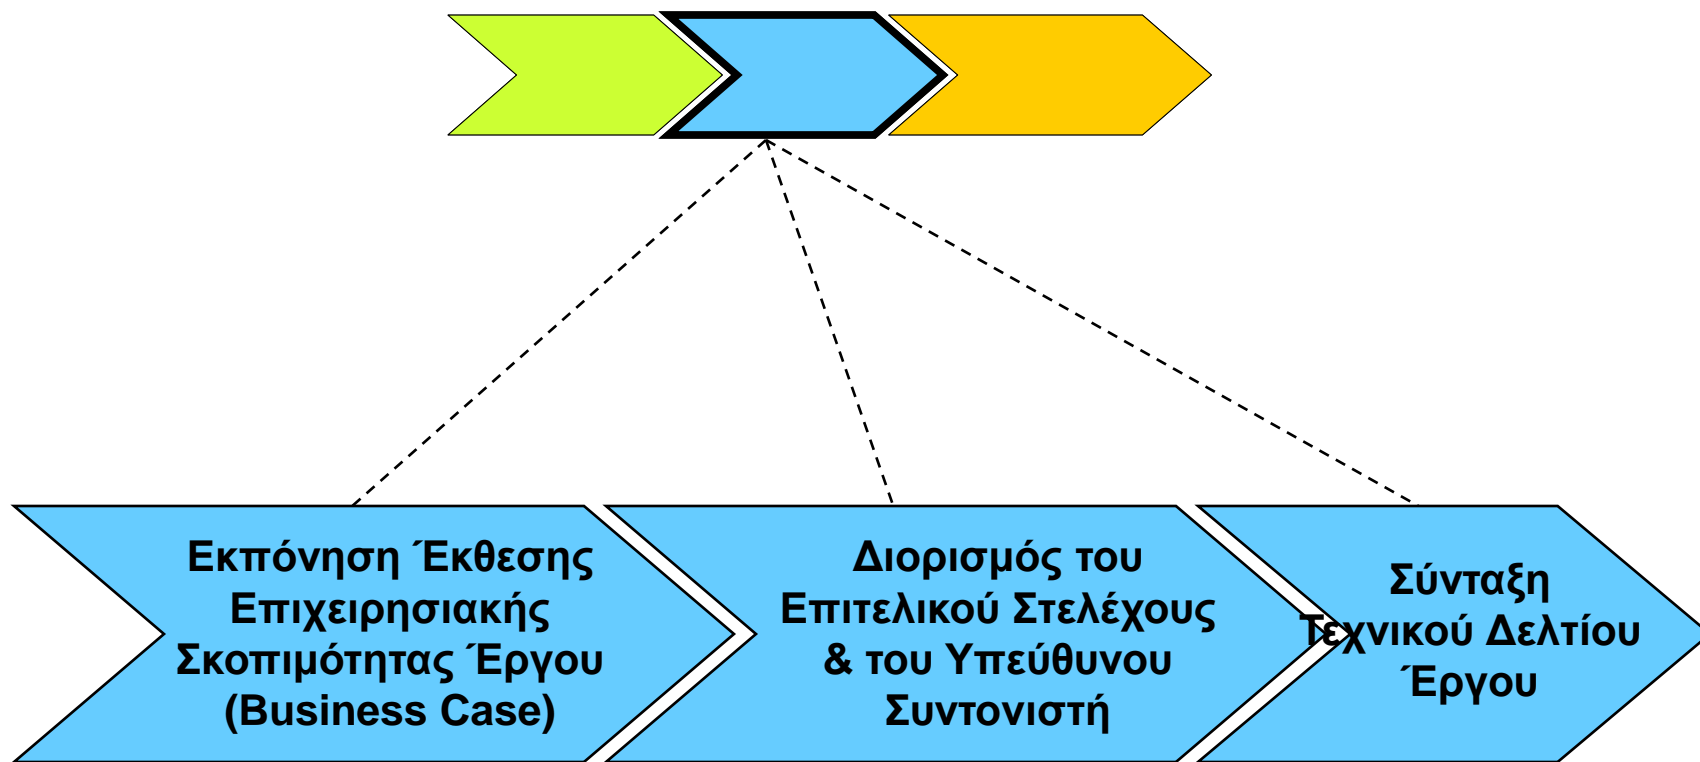 Εκπόνηση Έκθεσης
Επιχειρησιακής
Σκοπιμότητας Έργου
(Business Case)
Διορισμός του
Επιτελικού Στελέχους
& του Υπεύθυνου
Συντονιστή
Σύνταξη
Τεχνικού Δελτίου
Έργου